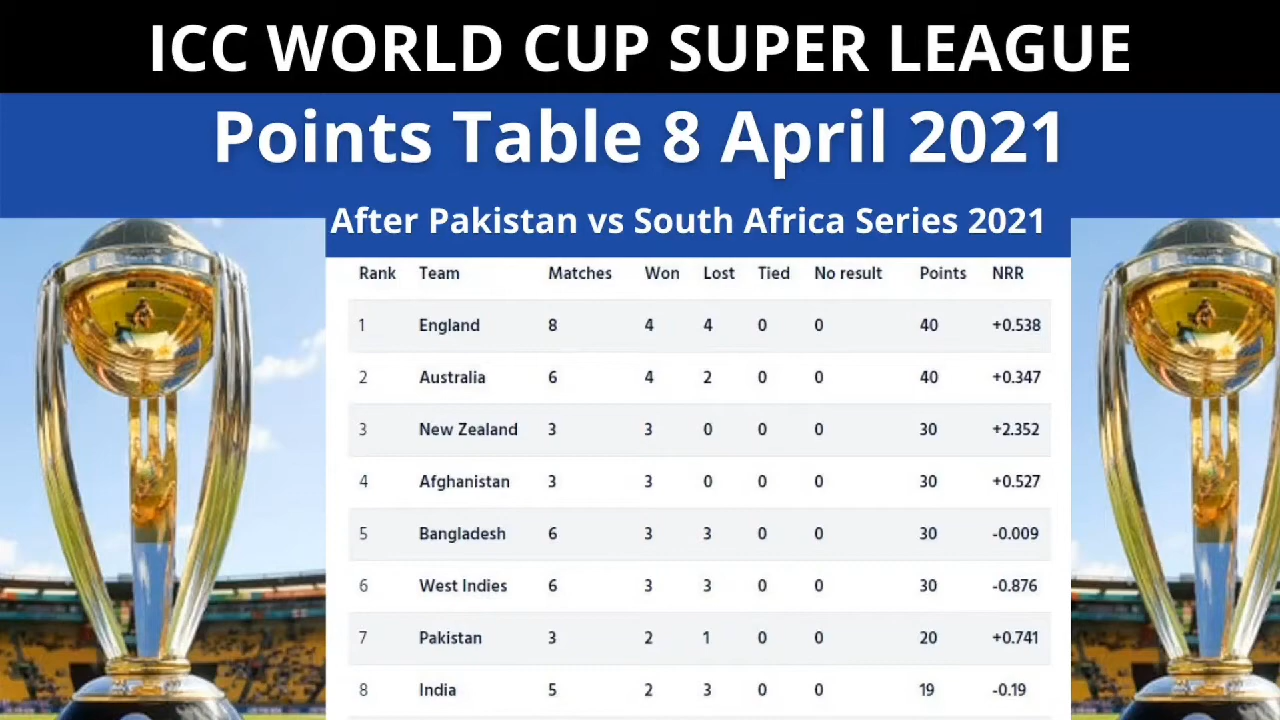 ICC WORLD CUP SUPER LEAGUE
Points Table 8 April 2021
After Pakistan vs South Africa Series 2021
Rank Team Matches Won Lost Tied No result Points NRR
1 England 8 4 4 0 0 40 +0.538
2 Australia 6 4 2 0 0 40 +0.347
3 New Zealand 3 3 0 0 0 30 +2.352
4 Afghanistan 3 3 0 0 0 30 +0.527
5 Bangladesh 6 3 3 0 0 30 -0.009
6 West Indies 6 3 3 0 0 30 -0.876
7 Pakistan 3 2 1 0 0 20 +0.741
8 India 5 2 3 0 0 19 -0.19